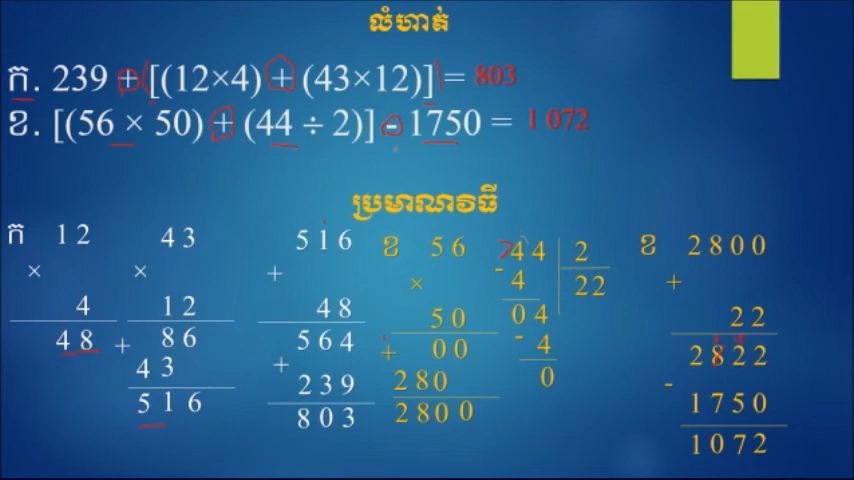 លំហាត់
ក. 239 + [(12×4) + (43×12)] = 803
ខ. [(56 × 50) + (44 ÷ 2)] - 1750 = 1 072
ប្រមាណវិធី
ក 12 43 516 ខ 56 44 2 ខ 2800
× × + × - 4 22 +
4 12 48 50 04 22
48 + 86 564 + 00 - 4 2822
43 + 239 280 0 - 1750
516 803 2800 1072